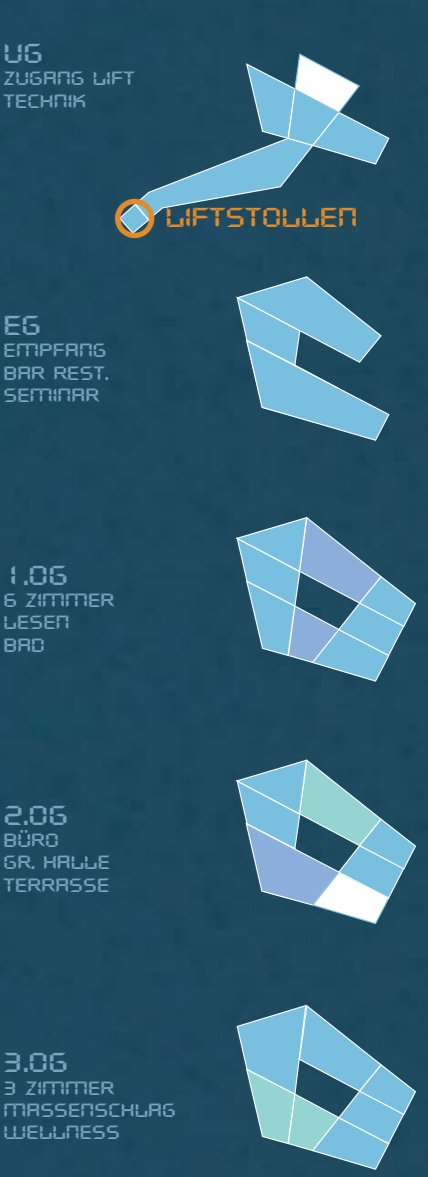 UG
ZUGANG LIFT
TECHNIK
LIFTSTOLLEN
EG
EMPFANG
BAR REST.
SEMINAR
1.OG
6 ZIMMER
LESEN
BAD
2.OG
BÜRO
GR. HALLE
TERRASSE
3.OG
3 ZIMMER
MASSENSCHLAG
WELLNESS